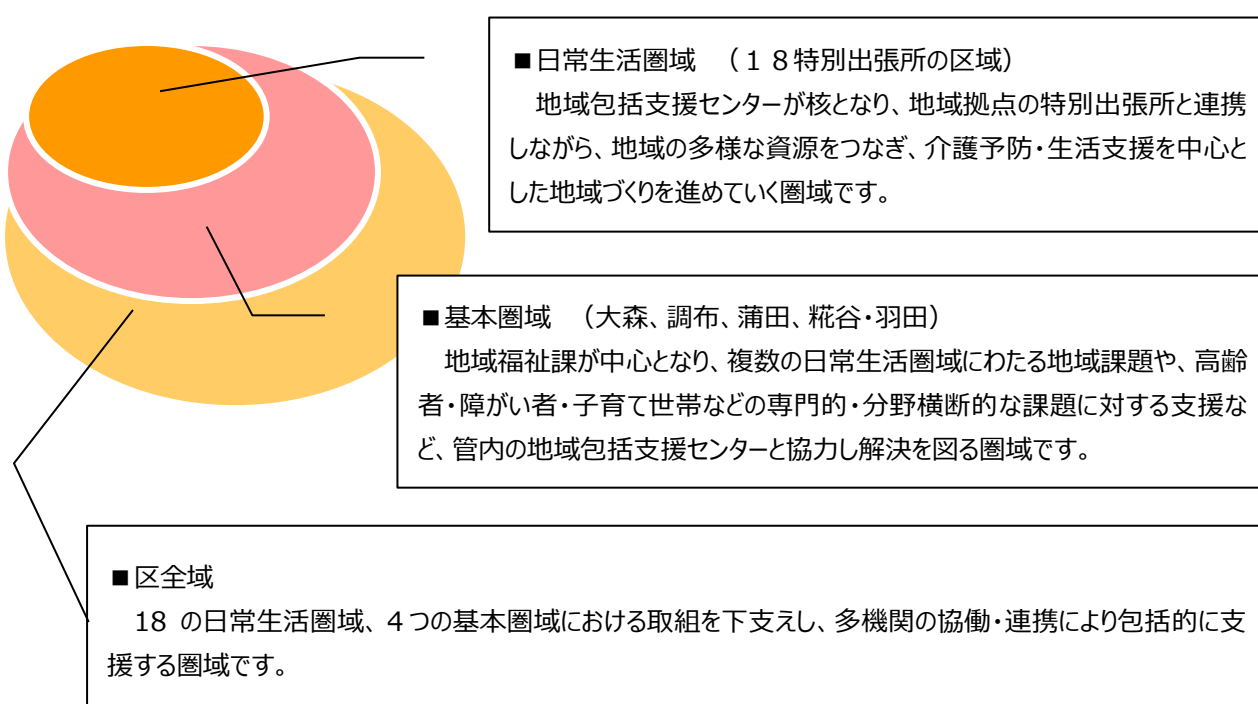 ■日常生活圏域　（１８特別出張所の区域）
　地域包括支援センターが核となり、地域拠点の特別出張所と連携
しながら、地域の多様な資源をつなぎ、介護予防・生活支援を中心と
した地域づくりを進めていく圏域です。
■基本圏域　（大森、調布、蒲田、糀谷・羽田）
　地域福祉課が中心となり、複数の日常生活圏域にわたる地域課題や、高齢
者・障がい者・子育て世帯などの専門的・分野横断的な課題に対する支援な
ど、管内の地域包括支援センターと協力し解決を図る圏域です。
■区全域
　18 の日常生活圏域、４つの基本圏域における取組を下支えし、多機関の協働・連携により包括的に支
援する圏域です。